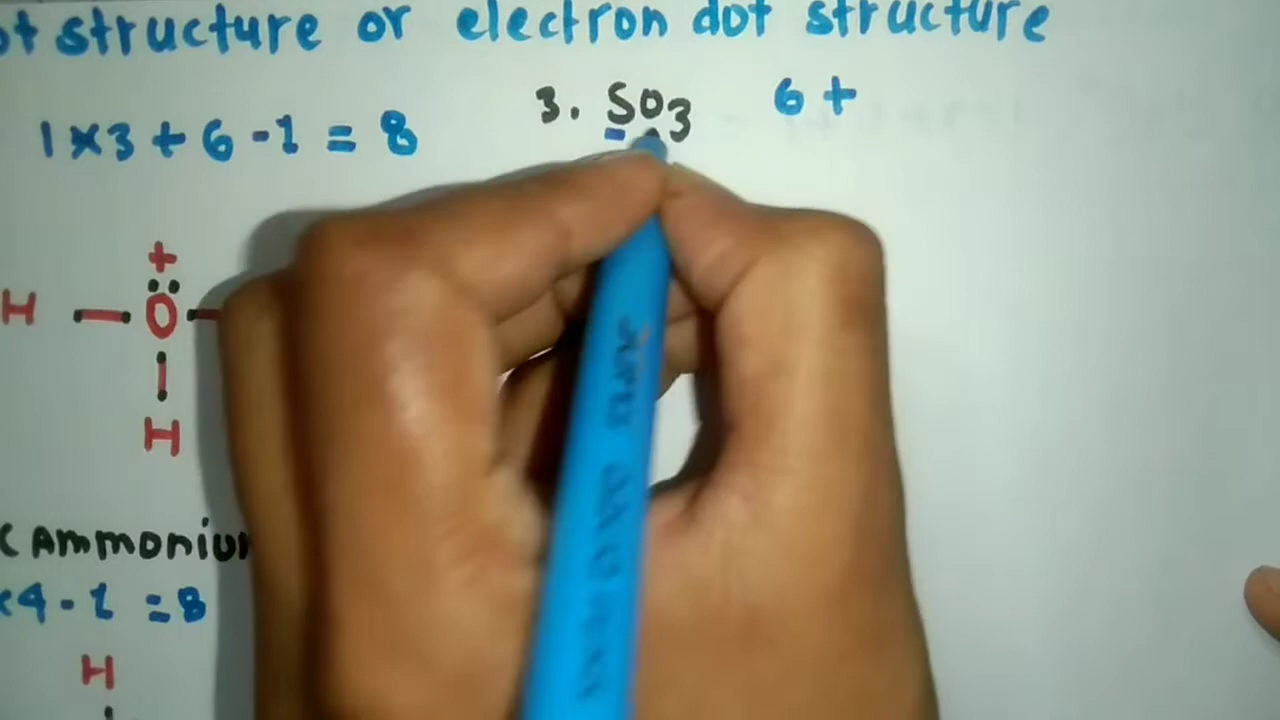 ot structure or electron dot structure
1×3+6-1=8
3. SO3 6+
+
H — O —
|
H
(Ammoniu
×4-1=8
H